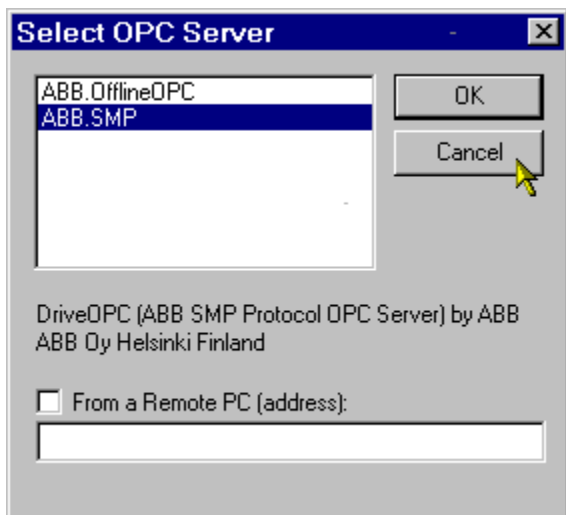 Select OPC Server
ABB.OfflineOPC
ABB.SMP
OK
Cancel
DriveOPC (ABB SMP Protocol OPC Server) by ABB
ABB Oy Helsinki Finland
From a Remote PC (address):